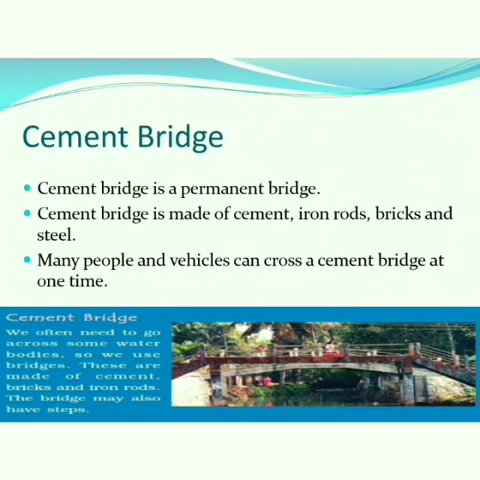 Cement Bridge
Cement bridge is a permanent bridge.
Cement bridge is made of cement, iron rods, bricks and
steel.
Many people and vehicles can cross a cement bridge at
one time.
Cement Bridge
We often need to go
across some water
bodies, so we use
bridges. These are
made of cement,
bricks and iron rods.
The bridge may also
have steps.